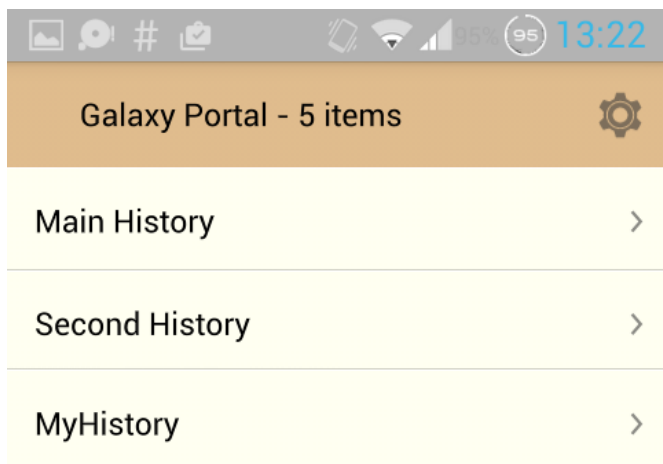 # 95% 95 13:22
Galaxy Portal - 5 items
Main History
Second History
MyHistory